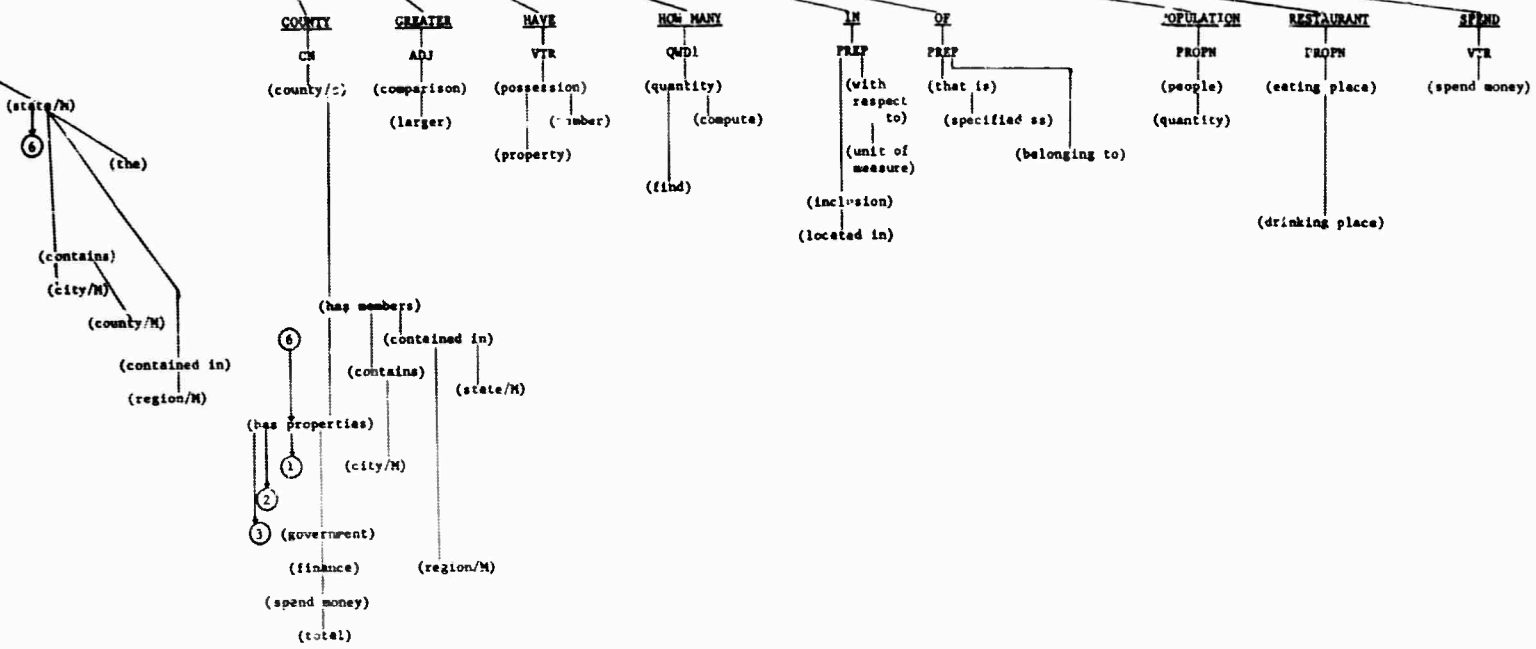 COUNTY GREATER HAVE HOW MANY IN OF OPULATION RESTAURANT SPEND
CN ADJ VTR QWD1 PREP PREP PROPN PROPN VTR
(state/M) (county/c) (comparison) (possession) (quantity) (with respect to) (that is) (people) (eating place) (spend money)
6 (larger) (compute) (specified as) (quantity)
(the) (property) (unit of measure) (belonging to)
(find)
(inclusion)
(drinking place)
(located in)
(contains)
(city/M)
(has members)
(county/M)
6 (contained in)
(contained in) (contains)
(state/M)
(region/M)
(has properties)
1 (city/M)
2
3 (government)
(finance) (region/M)
(spend money)
(total)